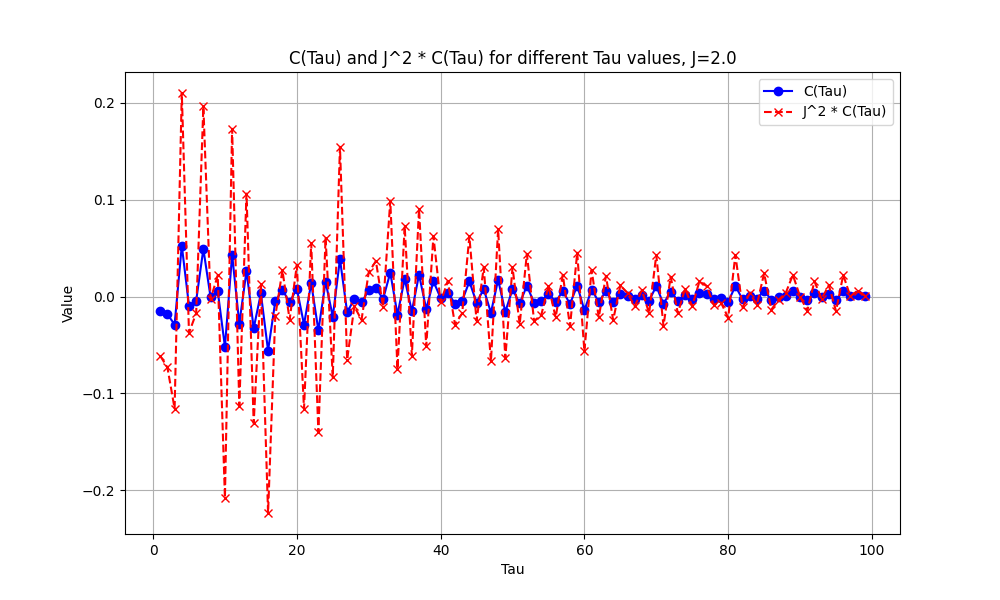 C(Tau) and J^2 * C(Tau) for different Tau values, J=2.0
C(Tau)
J^2 * C(Tau)
0.2
0.1
0.0
−0.1
−0.2
Value
0 20 40 60 80 100
Tau